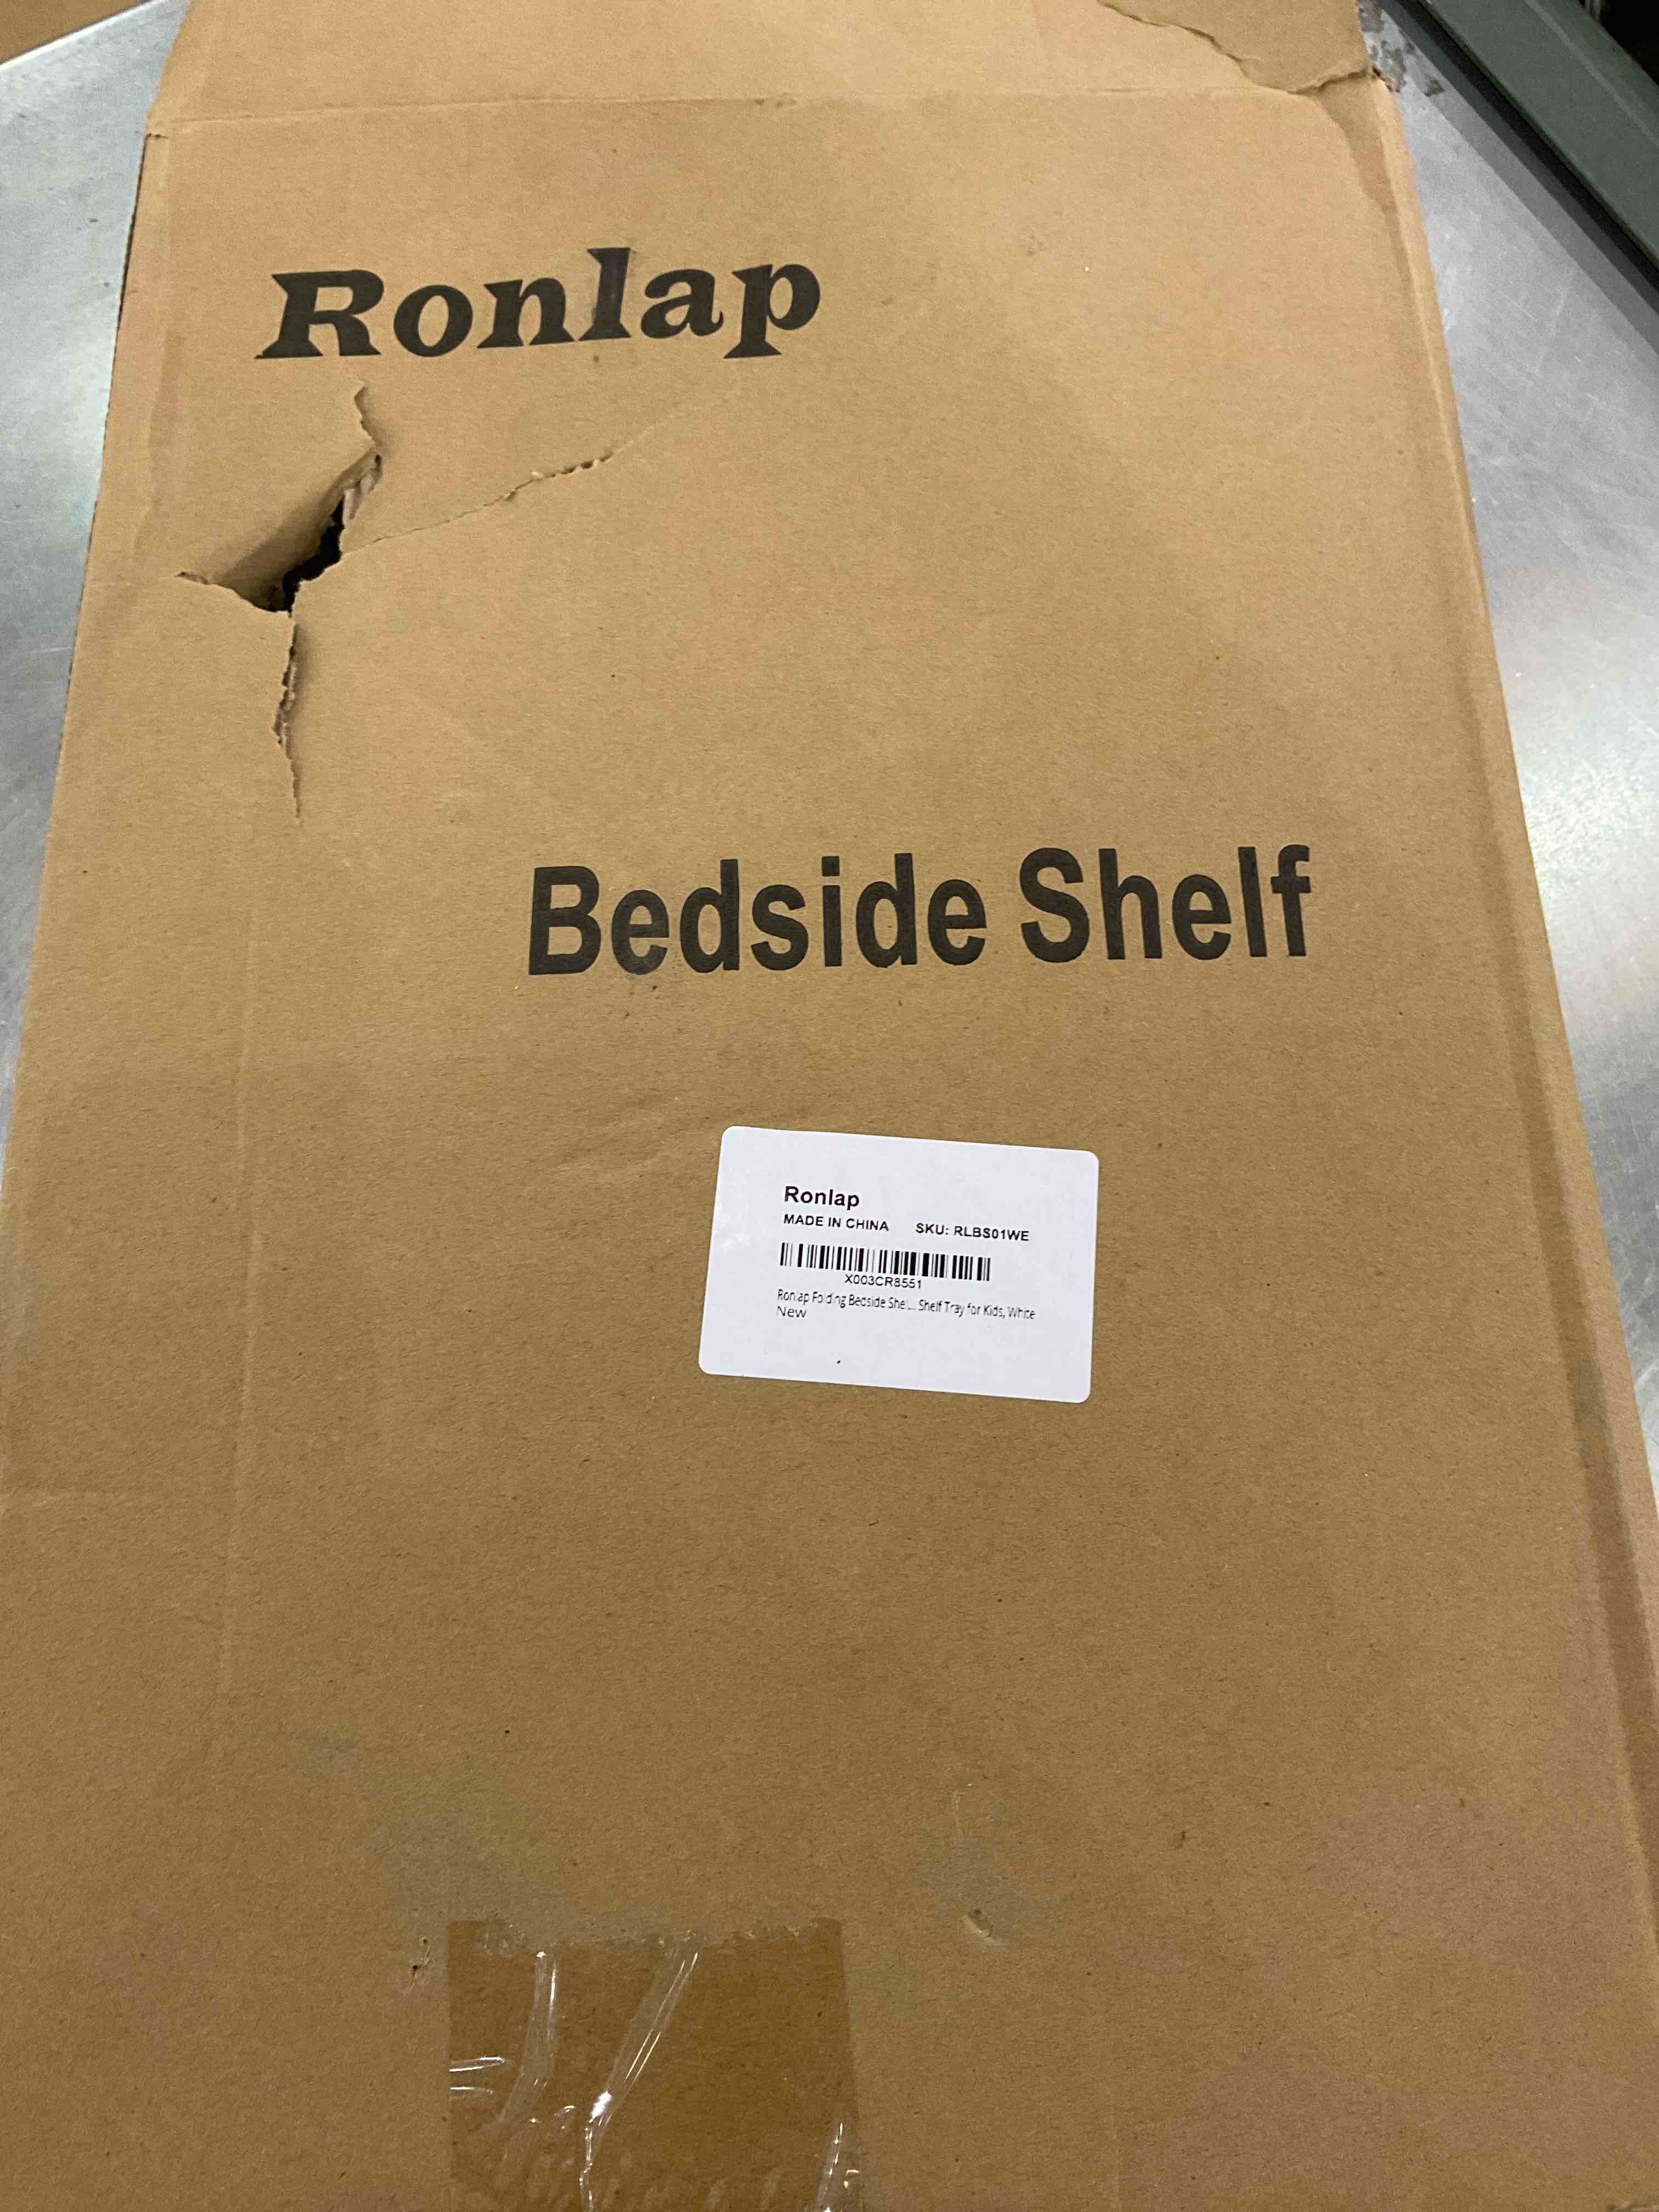 Ronlap
Bedside Shelf
Ronlap
MADE IN CHINA SKU: RLBS01WE
X003CR8551
Ronlap Folding Bedside Shel... Shelf Tray for Kids, White
New